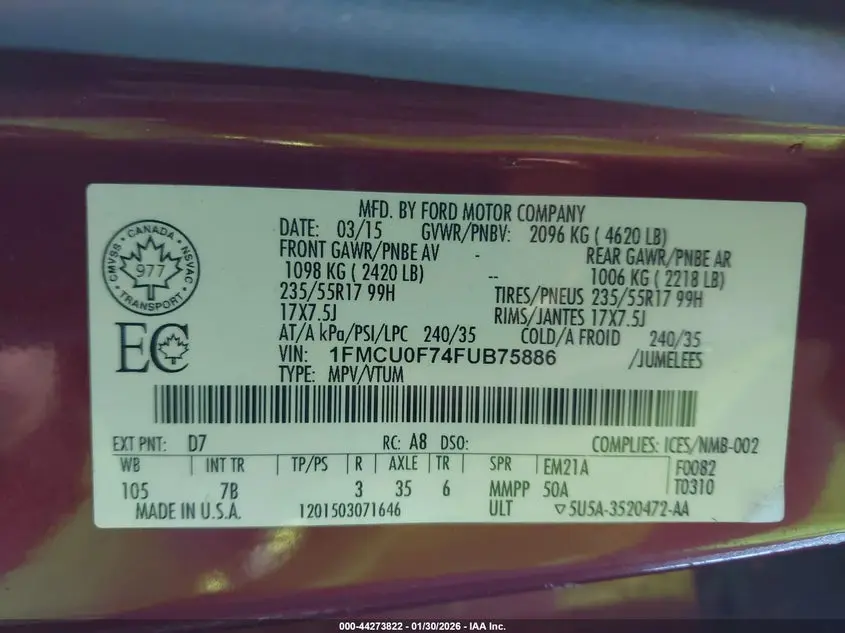 MFD. BY FORD MOTOR COMPANY
DATE: 03/15 GVWR/PNBV: 2096 KG ( 4620 LB)
FRONT GAWR/PNBE AV - REAR GAWR/PNBE AR
1098 KG ( 2420 LB) -- 1006 KG ( 2218 LB)
235/55R17 99H TIRES/PNEUS 235/55R17 99H
17X7.5J RIMS/JANTES 17X7.5J
AT/A kPa/PSI/LPC 240/35 COLD/A FROID 240/35
VIN: 1FMCU0F74FUB75886 /JUMELEES
TYPE: MPV/VTUM
CANADA
CMVSS NSVAC
977
TRANSPORT
EC
EXT PNT: D7 RC: A8 DSO: COMPLIES: ICES/NMB-002
WB INT TR TP/PS R AXLE TR SPR EM21A F0082
105 7B 3 35 6 MMPP 50A T0310
MADE IN U.S.A. 1201503071646 ULT ▽5U5A-3520472-AA
000-44273822 - 01/30/2026 - IAA Inc.